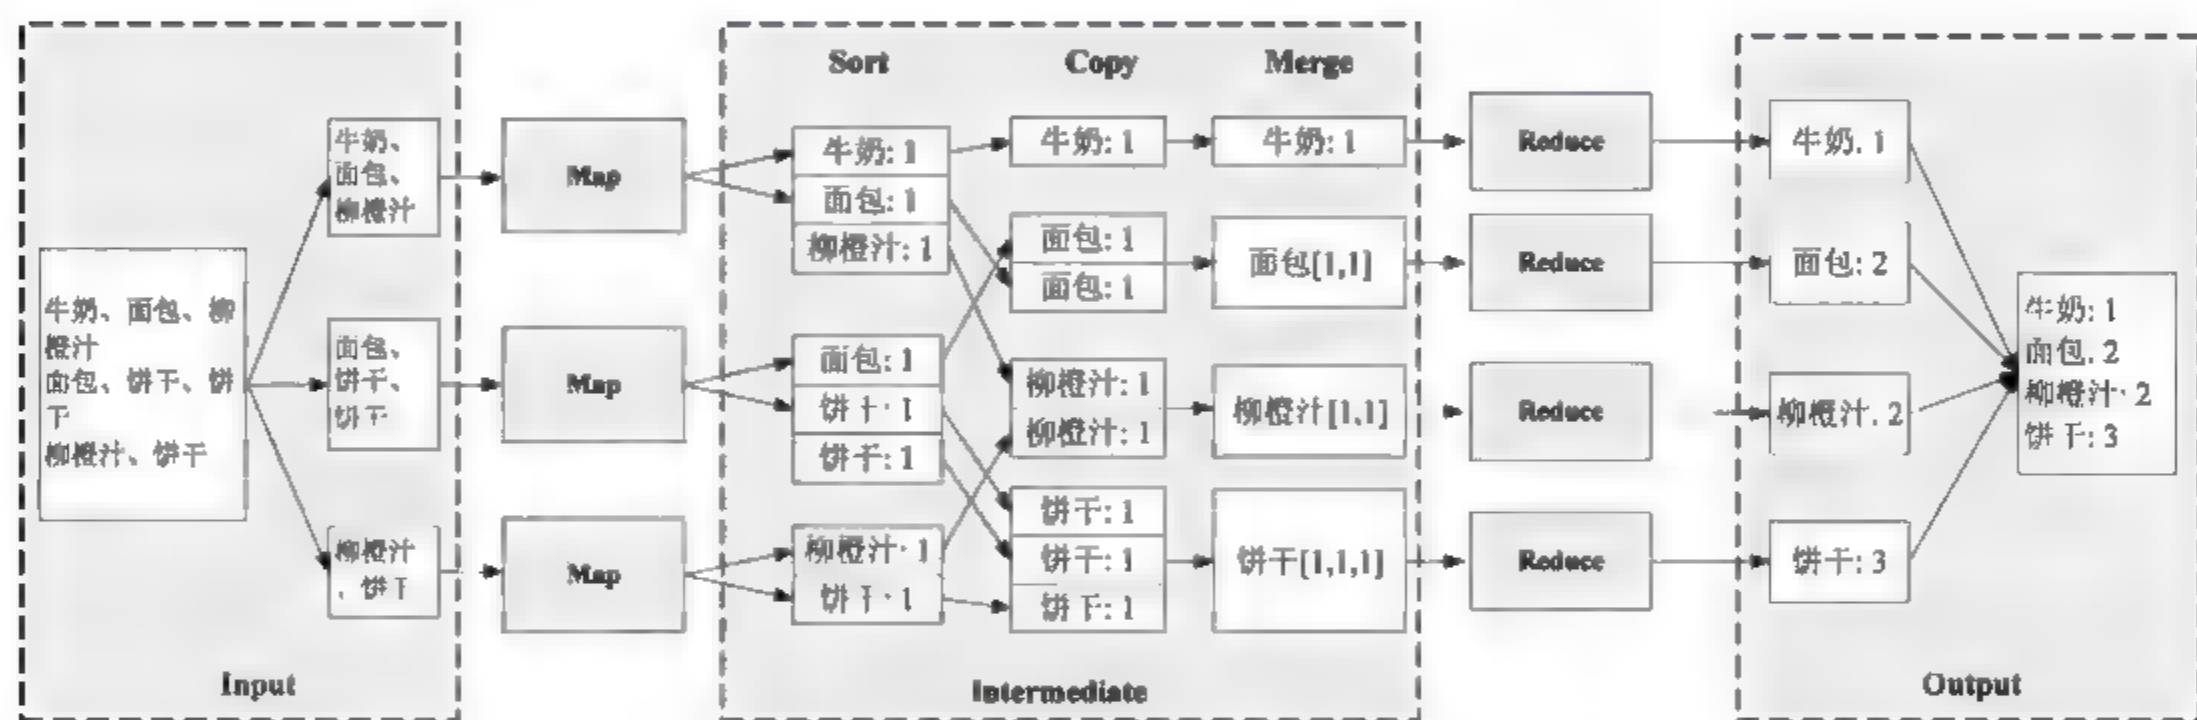 牛奶、面包、柳
橙汁
面包、饼干、饼
干
柳橙汁、饼干
牛奶、
面包、
柳橙汁
面包、
饼干、
饼干
柳橙汁
、饼干
Input
Map
Map
Map
Sort
牛奶: 1
面包: 1
柳橙汁: 1
面包: 1
饼干: 1
饼干: 1
柳橙汁: 1
饼干: 1
Copy
牛奶: 1
面包: 1
面包: 1
柳橙汁: 1
柳橙汁: 1
饼干: 1
饼干: 1
饼干: 1
Merge
牛奶: 1
面包[1,1]
柳橙汁[1,1]
饼干[1,1,1]
Intermediate
Reduce
Reduce
Reduce
Reduce
牛奶: 1
面包: 2
柳橙汁: 2
饼干: 3
牛奶: 1
面包: 2
柳橙汁: 2
饼干: 3
Output